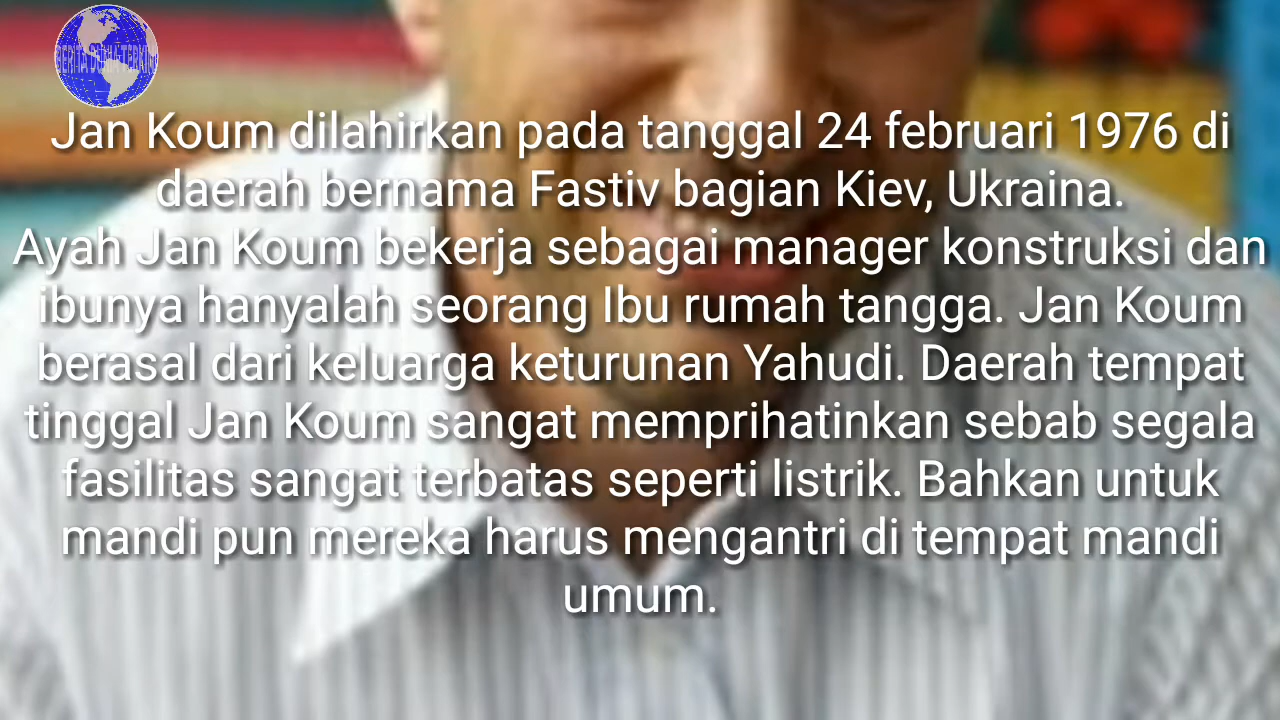 BERITA DUNIA TERKINI
Jan Koum dilahirkan pada tanggal 24 februari 1976 di
daerah bernama Fastiv bagian Kiev, Ukraina.
Ayah Jan Koum bekerja sebagai manager konstruksi dan
ibunya hanyalah seorang Ibu rumah tangga. Jan Koum
berasal dari keluarga keturunan Yahudi. Daerah tempat
tinggal Jan Koum sangat memprihatinkan sebab segala
fasilitas sangat terbatas seperti listrik. Bahkan untuk
mandi pun mereka harus mengantri di tempat mandi
umum.